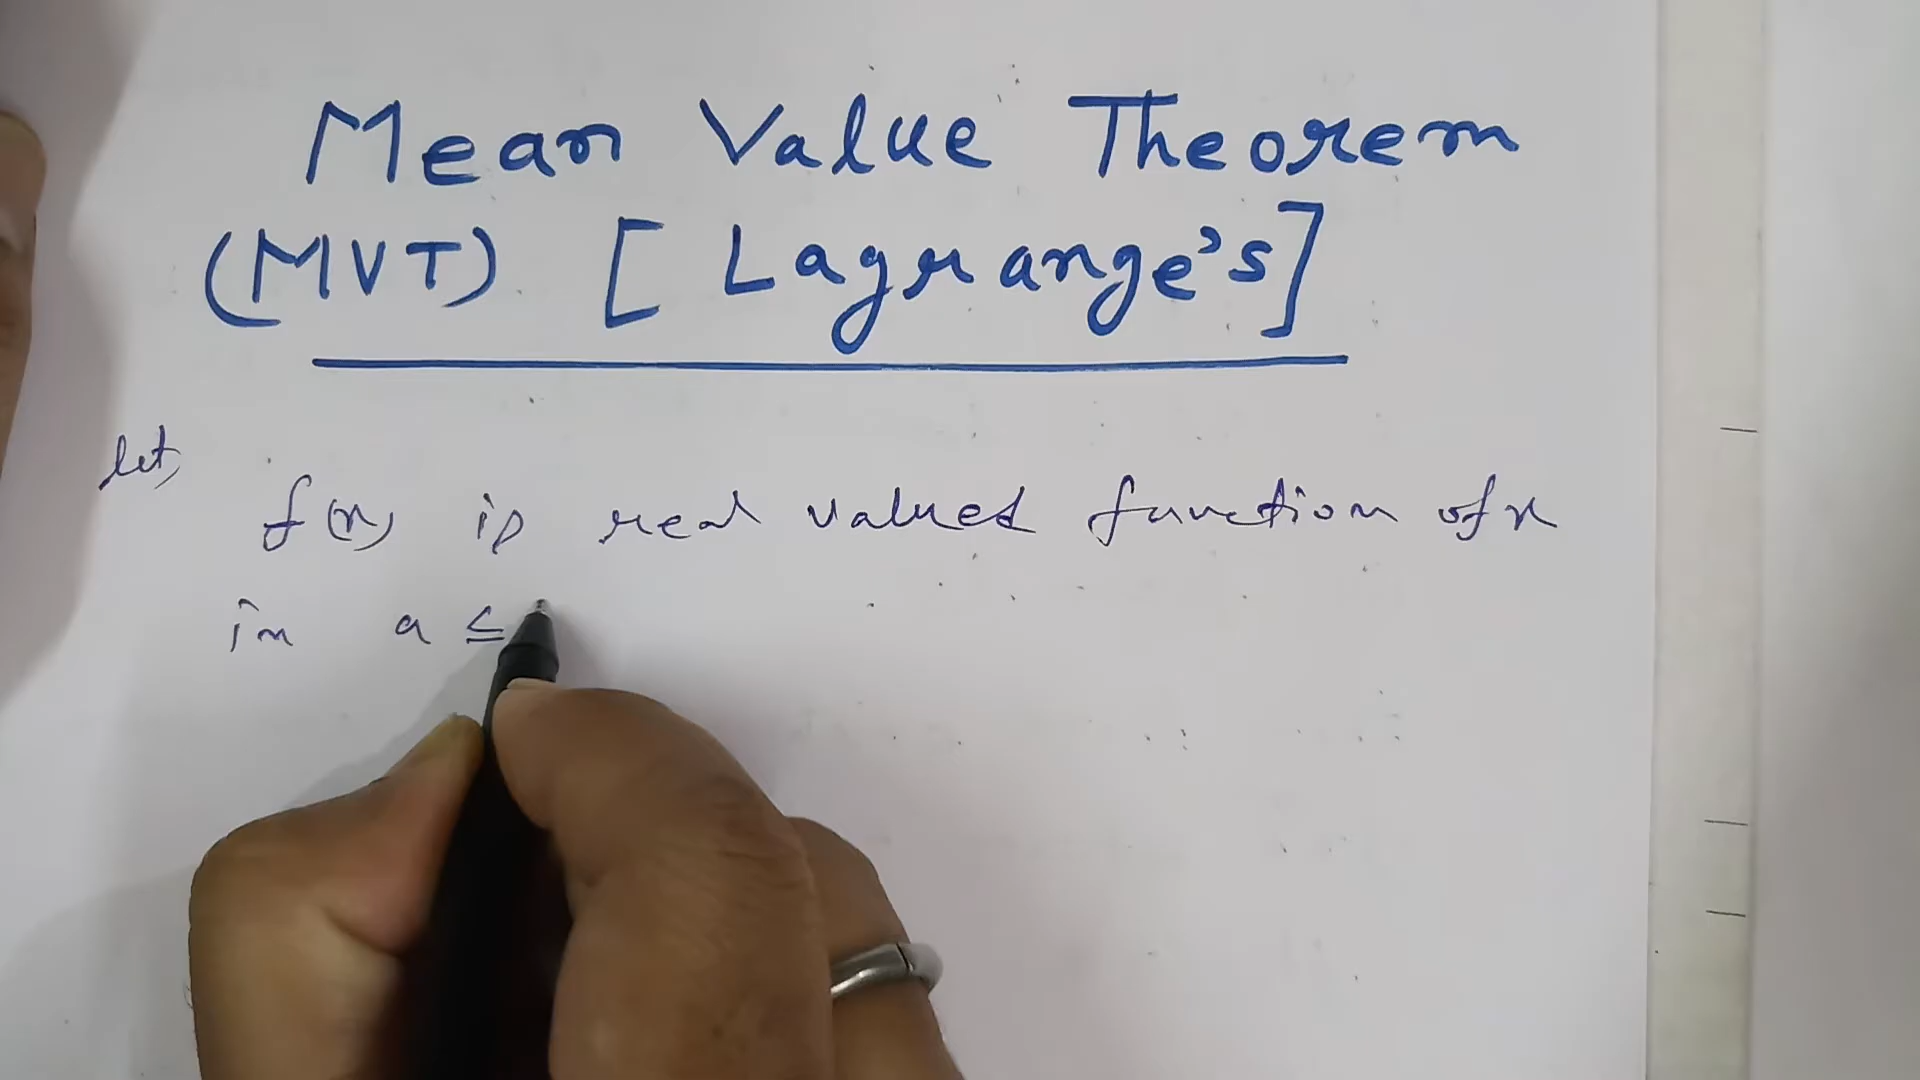 Mean Value Theorem
(MVT) [Lagrange's]
let,
f(x) is real valued function of x
in a ≤